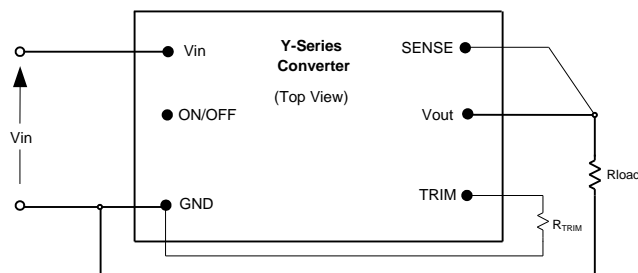 Y-Series
Converter
(Top View)
Vin
SENSE
ON/OFF
Vout
Vin
Rload
GND
TRIM
RTRIM